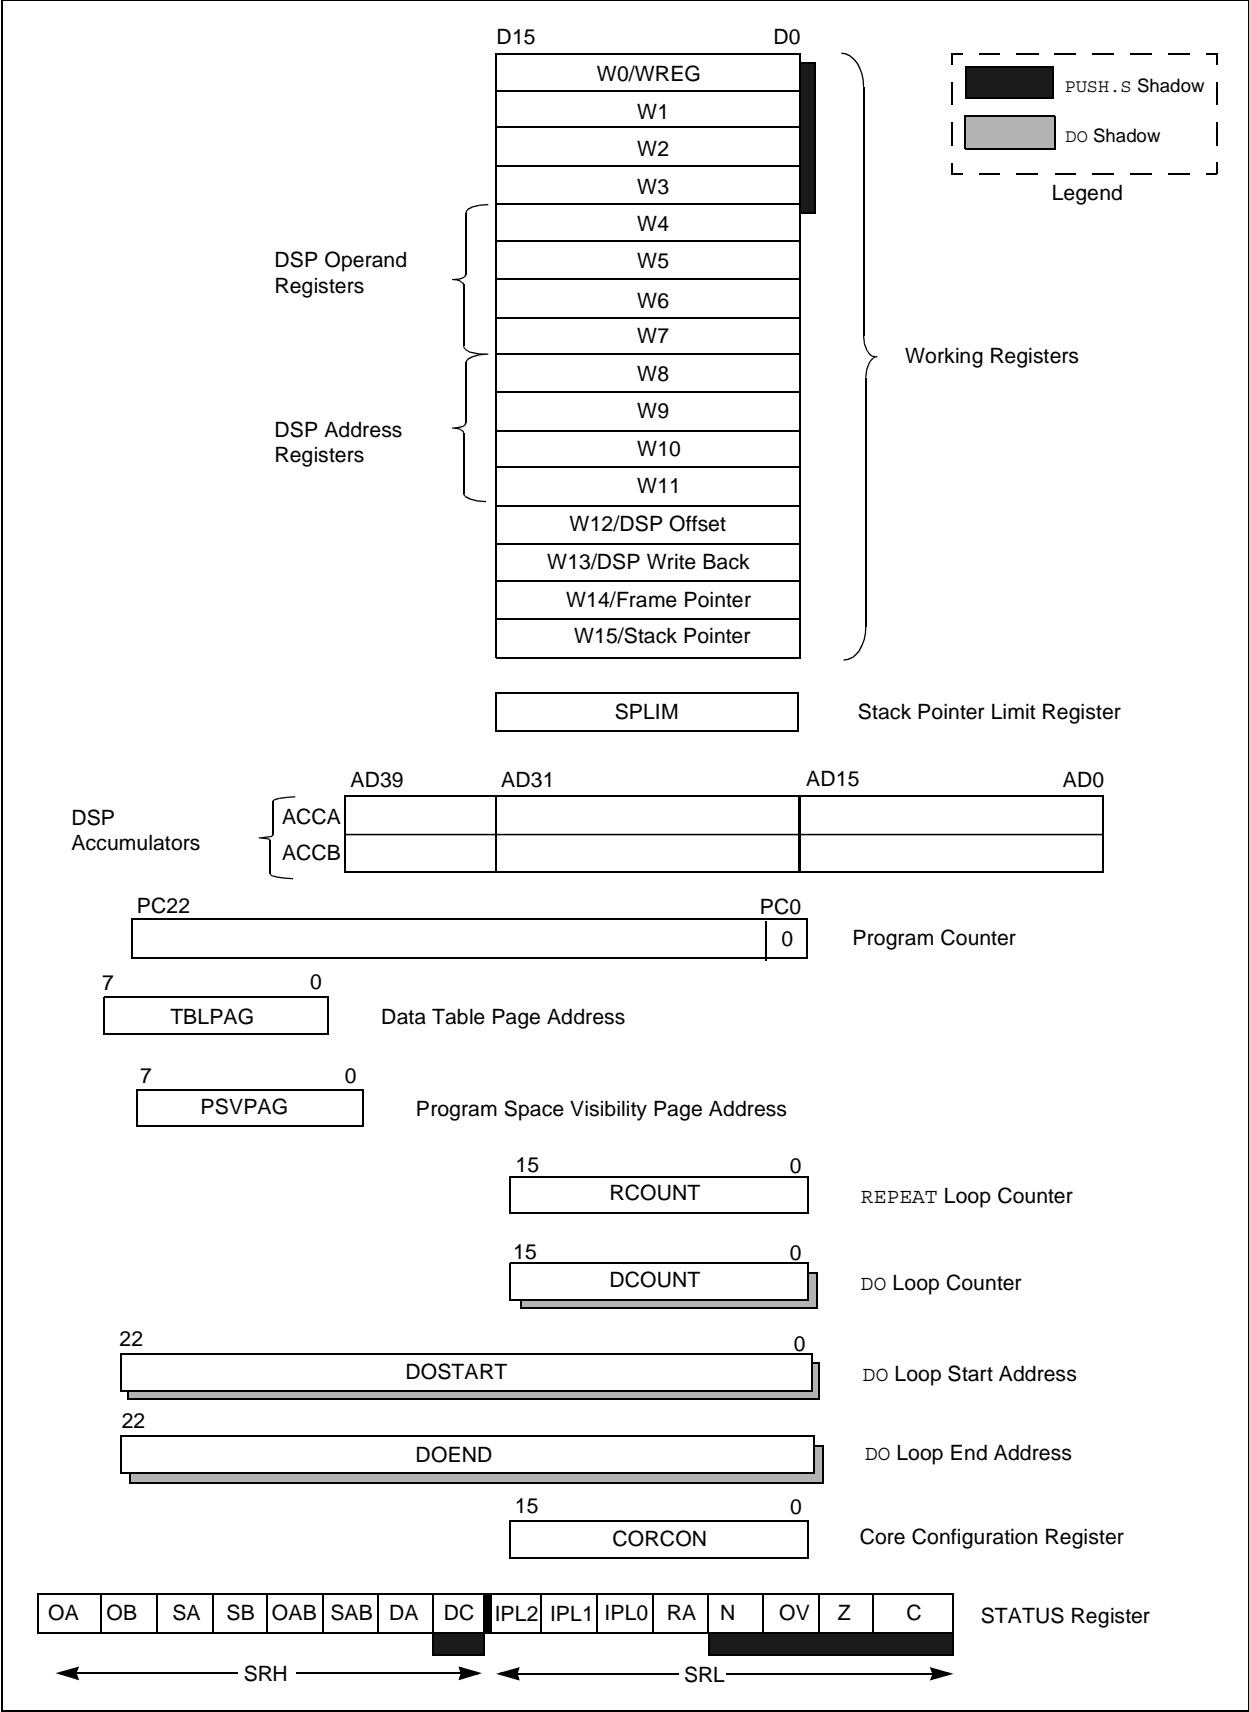 D15 D0
W0/WREG
W1
W2
W3
W4
W5
W6
W7
W8
W9
W10
W11
W12/DSP Offset
W13/DSP Write Back
W14/Frame Pointer
W15/Stack Pointer
PUSH.S Shadow
DO Shadow
Legend
DSP Operand
Registers
DSP Address
Registers
Working Registers
SPLIM Stack Pointer Limit Register
AD39 AD31 AD15 AD0
DSP
Accumulators
ACCA
ACCB
PC22 PC0
0 Program Counter
7 0
TBLPAG Data Table Page Address
7 0
PSVPAG Program Space Visibility Page Address
15 0
RCOUNT REPEAT Loop Counter
15 0
DCOUNT DO Loop Counter
22 0
DOSTART DO Loop Start Address
22
DOEND DO Loop End Address
15 0
CORCON Core Configuration Register
OA OB SA SB OAB SAB DA DC IPL2 IPL1 IPL0 RA N OV Z C STATUS Register
SRH SRL